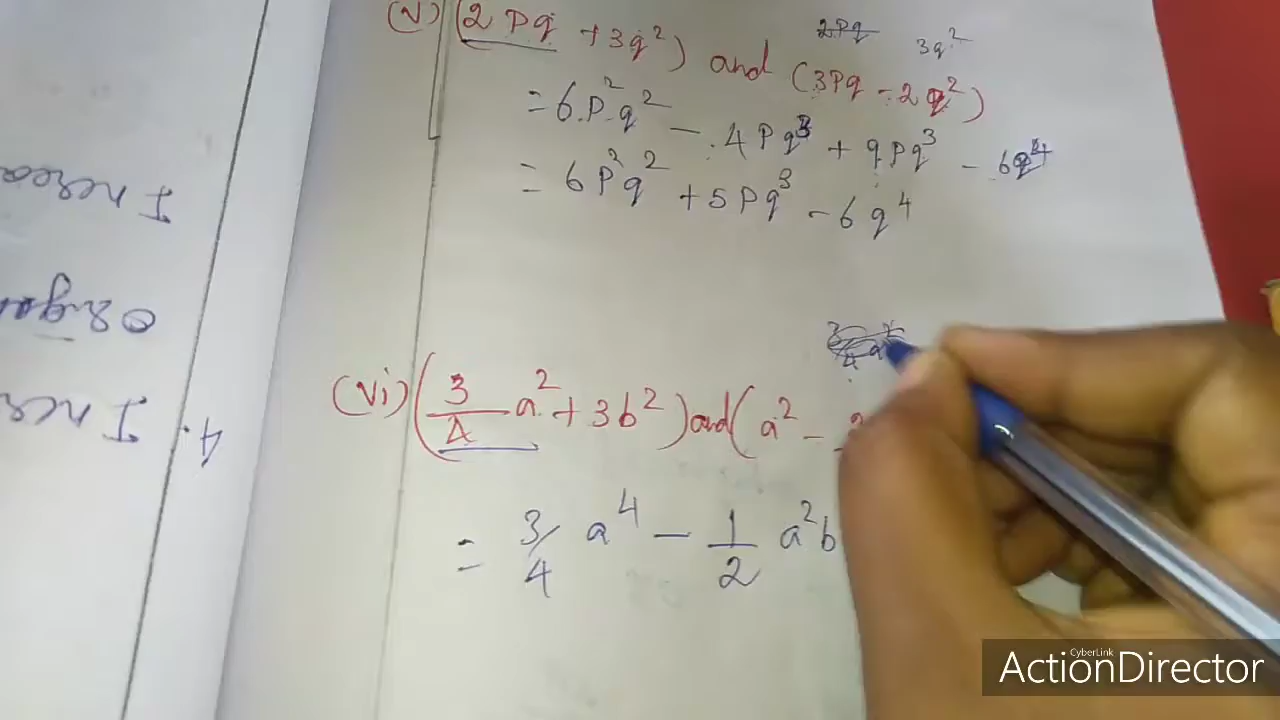 2pq 3q²
(v) (2pq + 3q²) and (3pq - 2q²)
= 6p²q² - 4pq³ + 9pq³ - 6q⁴
= 6p²q² + 5pq³ - 6q⁴
(vi) (3/4 a² + 3b²) and (a² -
= 3/4 a⁴ - 1/2 a²b
4.
CyberLink
ActionDirector